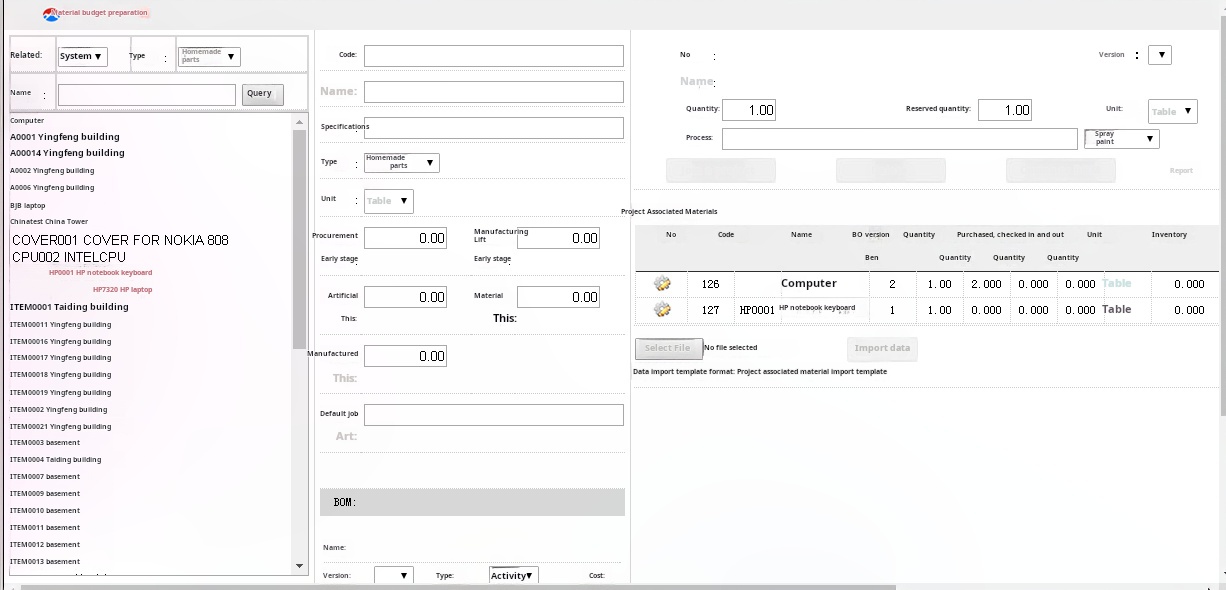 Material budget preparation
Related: System Type : Homemade parts
Name : Query
Computer
A0001 Yingfeng building
A00014 Yingfeng building
A0002 Yingfeng building
A0006 Yingfeng building
BJB laptop
Chinatest China Tower
COVER001 COVER FOR NOKIA 808
CPU002 INTELCPU
HP0001 HP notebook keyboard
HP7320 HP laptop
ITEM0001 Taiding building
ITEM00011 Yingfeng building
ITEM00016 Yingfeng building
ITEM00017 Yingfeng building
ITEM00018 Yingfeng building
ITEM00019 Yingfeng building
ITEM0002 Yingfeng building
ITEM00021 Yingfeng building
ITEM0003 basement
ITEM0004 Taiding building
ITEM0007 basement
ITEM0009 basement
ITEM0010 basement
ITEM0011 basement
ITEM0012 basement
ITEM0013 basement
Code:
Name:
Specifications:
Type : Homemade parts
Unit : Table
Procurement 0.00 Manufacturing Lift 0.00
Early stage : Early stage :
Artificial 0.00 Material 0.00
This: This:
Manufactured 0.00
This:
Default job
Art:
BOM:
Name:
Version: Type: Activity Cost:
No : Version :
Name:
Quantity: 1.00 Reserved quantity: 1.00 Unit: Table
Process: Spray paint
Report
Project Associated Materials
No Code Name BO version Quantity Purchased, checked in and out Unit Inventory
Ben Quantity Quantity Quantity
126 Computer 2 1.00 2.000 0.000 0.000 Table 0.000
127 HP0001 HP notebook keyboard 1 1.00 0.000 0.000 0.000 Table 0.000
Select File No file selected Import data
Data import template format: Project associated material import template